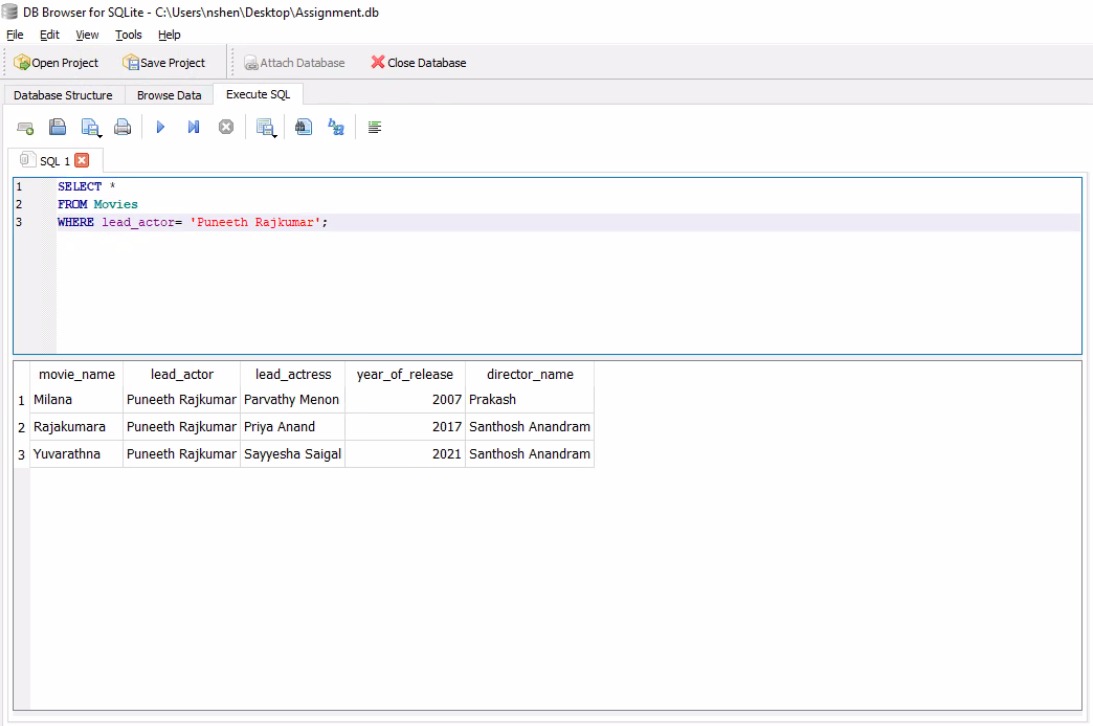 DB Browser for SQLite - C:\Users\nshen\Desktop\Assignment.db
File Edit View Tools Help
Open Project Save Project Attach Database Close Database
Database Structure Browse Data Execute SQL
SQL 1
1 SELECT *
2 FROM Movies
3 WHERE lead_actor= 'Puneeth Rajkumar';
movie_name lead_actor lead_actress year_of_release director_name
1 Milana Puneeth Rajkumar Parvathy Menon 2007 Prakash
2 Rajakumara Puneeth Rajkumar Priya Anand 2017 Santhosh Anandram
3 Yuvarathna Puneeth Rajkumar Sayyesha Saigal 2021 Santhosh Anandram